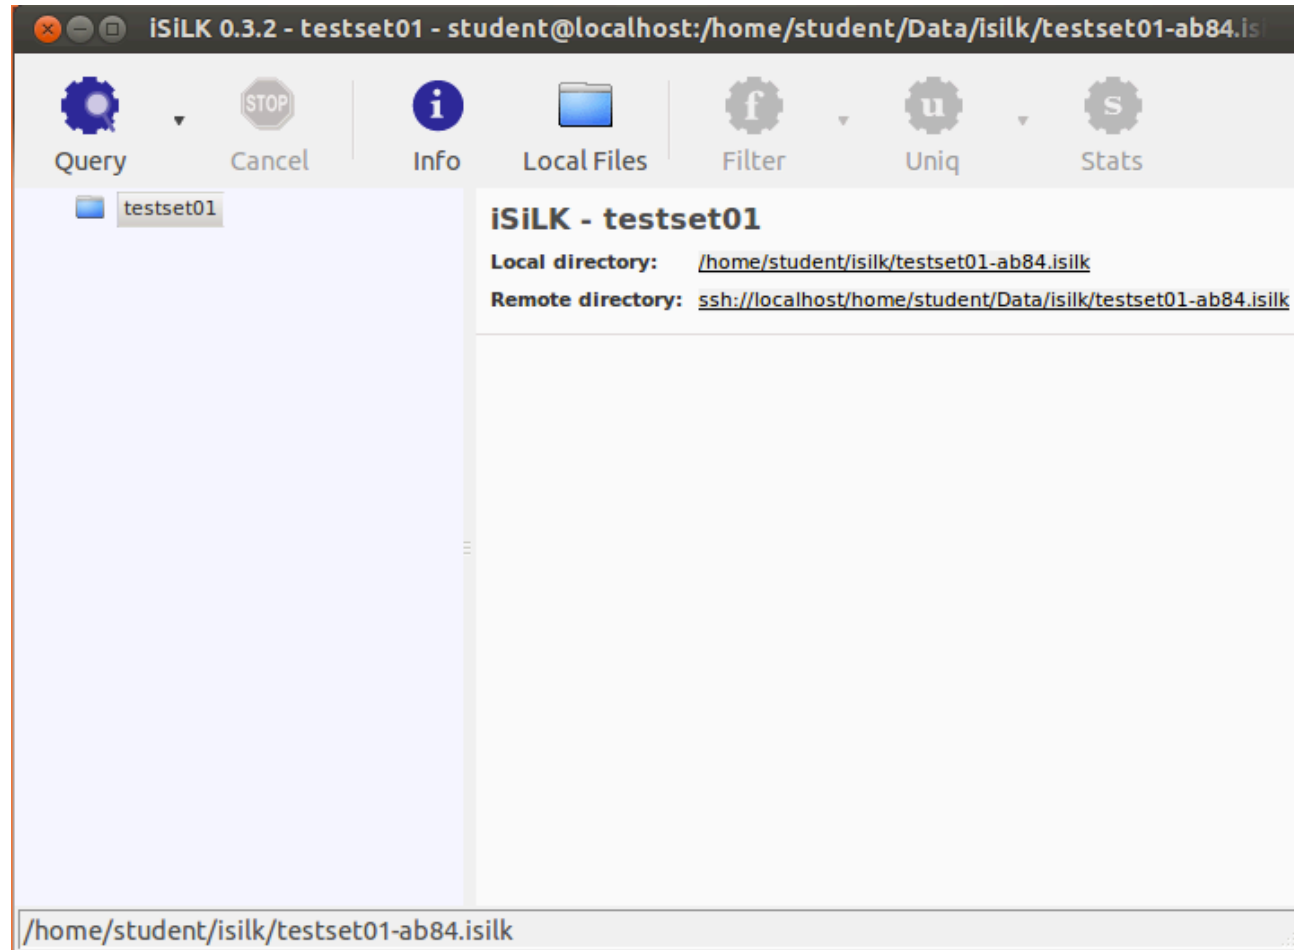 iSiLK 0.3.2 - testset01 - student@localhost:/home/student/Data/isilk/testset01-ab84.is
STOP
i
f
u
s
Query
Cancel
Info
Local Files
Filter
Uniq
Stats
testset01
iSiLK - testset01
Local directory: /home/student/isilk/testset01-ab84.isilk
Remote directory: ssh://localhost/home/student/Data/isilk/testset01-ab84.isilk
/home/student/isilk/testset01-ab84.isilk